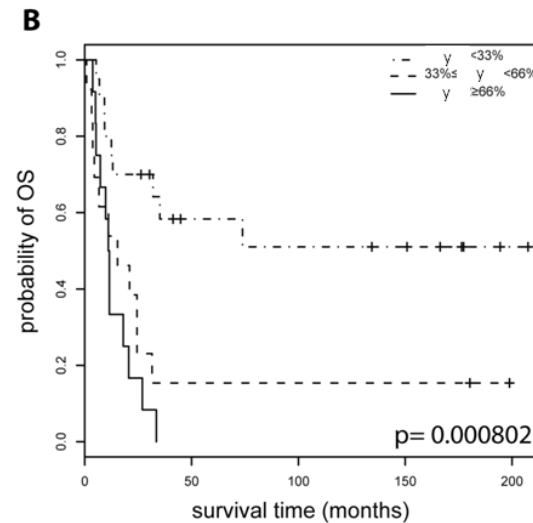 B
y <33%
33%≤ y <66%
y ≥66%
1.0
0.8
0.6
0.4
0.2
0.0
probability of OS
p= 0.000802
0 50 100 150 200
survival time (months)